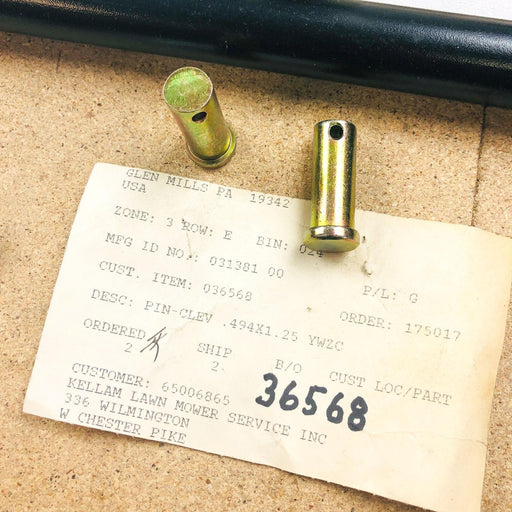 GLEN MILLS PA 19342
USA
ZONE: 3 ROW: E BIN: 024
MFG ID NO.: 031381 00 P/L: G
CUST. ITEM: 036568 ORDER: 175017
DESC: PIN-CLEV .494X1.25 YWZC
ORDERED SHIP B/O CUST LOC/PART
2 2
36568
CUSTOMER: 65006865
KELLAM LAWN MOWER SERVICE INC
336 WILMINGTON
W CHESTER PIKE